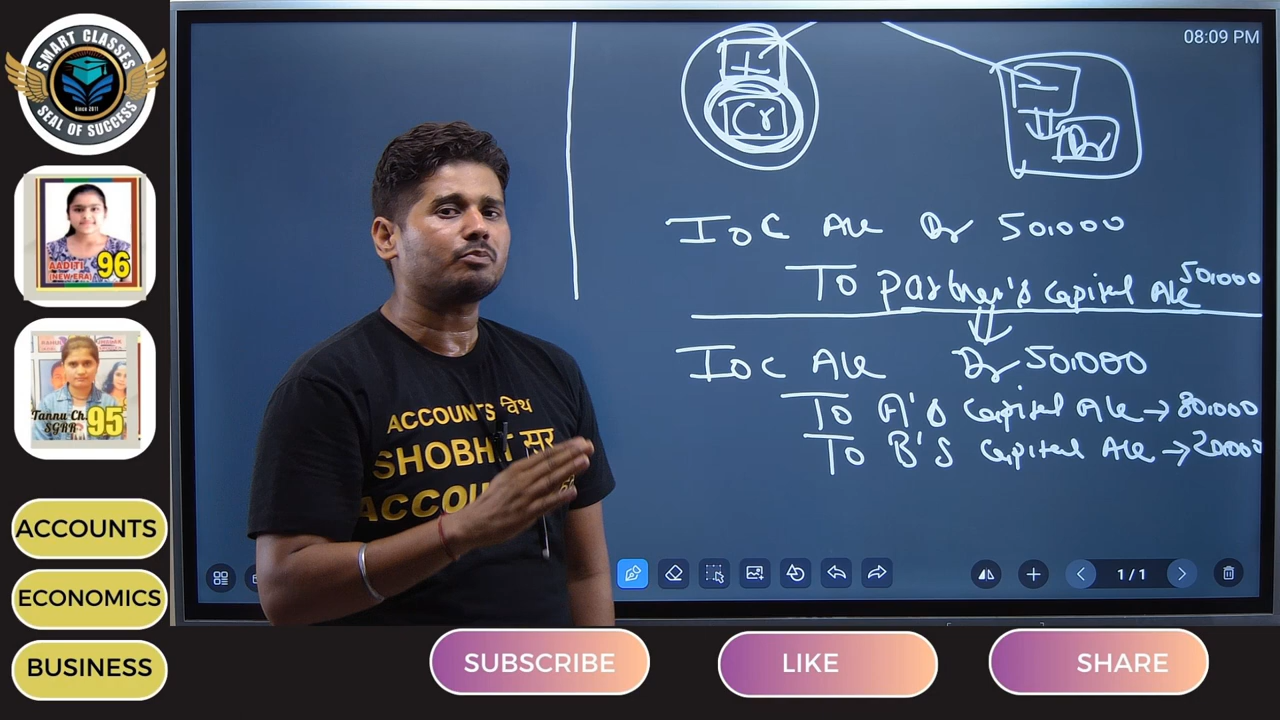 SMART CLASSES
Since 2011
SEAL OF SUCCESS
AADITI
(NEW ERA)
96
Tannu Ch.
SGRR
95
ACCOUNTS
ECONOMICS
BUSINESS
08:09 PM
+
Cr
-
Dr
IOC A/c Dr 50,000
To Partner's Capital A/c 50,000
IOC A/c Dr 50,000
To A's Capital A/c → 30,000
To B's Capital A/c → 20,000
ACCOUNTS विथ
SHOBHIT सर
1/1
SUBSCRIBE
LIKE
SHARE